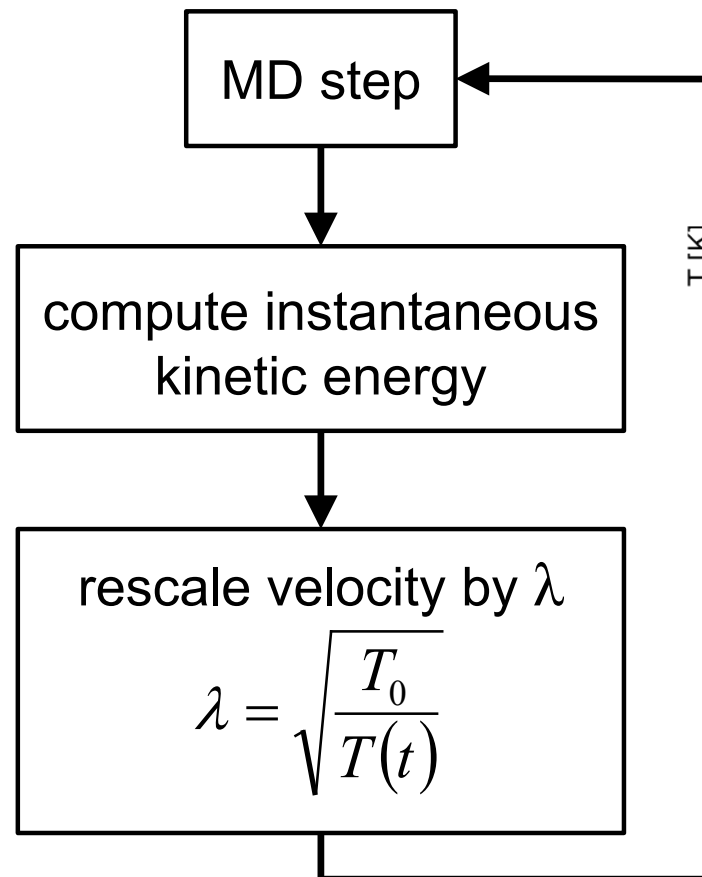 MD step
T [K]
compute instantaneous
kinetic energy
rescale velocity by λ
λ = √(T₀ / T(t))